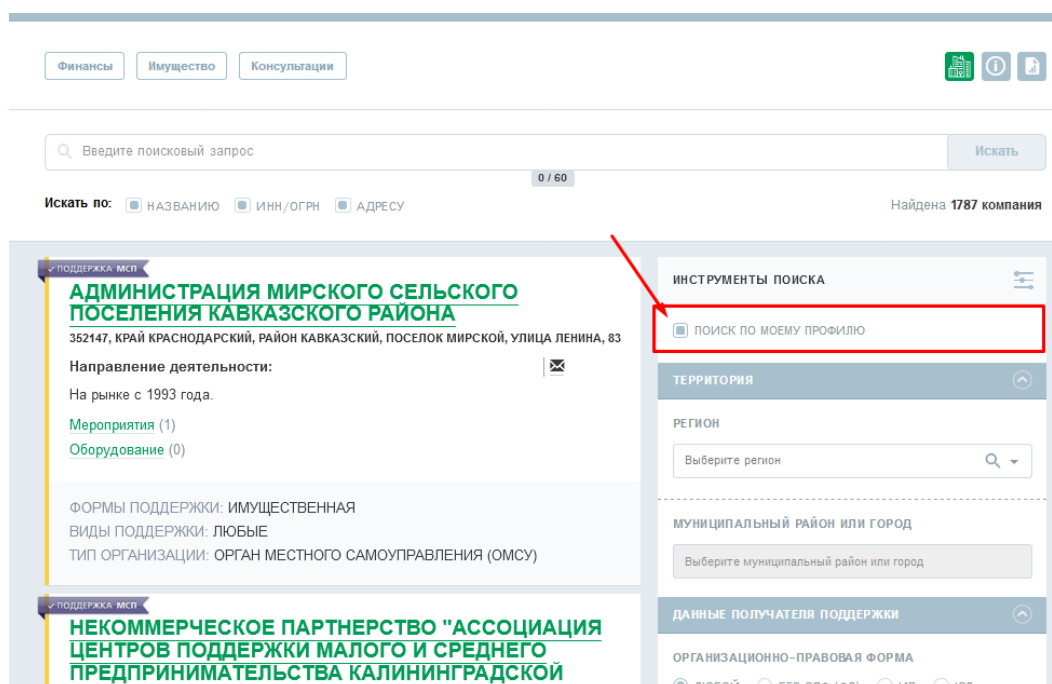 Финансы Имущество Консультации
Введите поисковый запрос Искать
0 / 60
Искать по: НАЗВАНИЮ ИНН/ОГРН АДРЕСУ Найдена 1787 компания
ПОДДЕРЖКА МСП
АДМИНИСТРАЦИЯ МИРСКОГО СЕЛЬСКОГО
ПОСЕЛЕНИЯ КАВКАЗСКОГО РАЙОНА
352147, КРАЙ КРАСНОДАРСКИЙ, РАЙОН КАВКАЗСКИЙ, ПОСЕЛОК МИРСКОЙ, УЛИЦА ЛЕНИНА, 83
Направление деятельности:
На рынке с 1993 года.
Мероприятия (1)
Оборудование (0)
ФОРМЫ ПОДДЕРЖКИ: ИМУЩЕСТВЕННАЯ
ВИДЫ ПОДДЕРЖКИ: ЛЮБЫЕ
ТИП ОРГАНИЗАЦИИ: ОРГАН МЕСТНОГО САМОУПРАВЛЕНИЯ (ОМСУ)
ПОДДЕРЖКА МСП
НЕКОММЕРЧЕСКОЕ ПАРТНЕРСТВО "АССОЦИАЦИЯ
ЦЕНТРОВ ПОДДЕРЖКИ МАЛОГО И СРЕДНЕГО
ПРЕДПРИНИМАТЕЛЬСТВА КАЛИНИНГРАДСКОЙ
ИНСТРУМЕНТЫ ПОИСКА
ПОИСК ПО МОЕМУ ПРОФИЛЮ
ТЕРРИТОРИЯ
РЕГИОН
Выберите регион
МУНИЦИПАЛЬНЫЙ РАЙОН ИЛИ ГОРОД
Выберите муниципальный район или город
ДАННЫЕ ПОЛУЧАТЕЛЯ ПОДДЕРЖКИ
ОРГАНИЗАЦИОННО-ПРАВОВАЯ ФОРМА